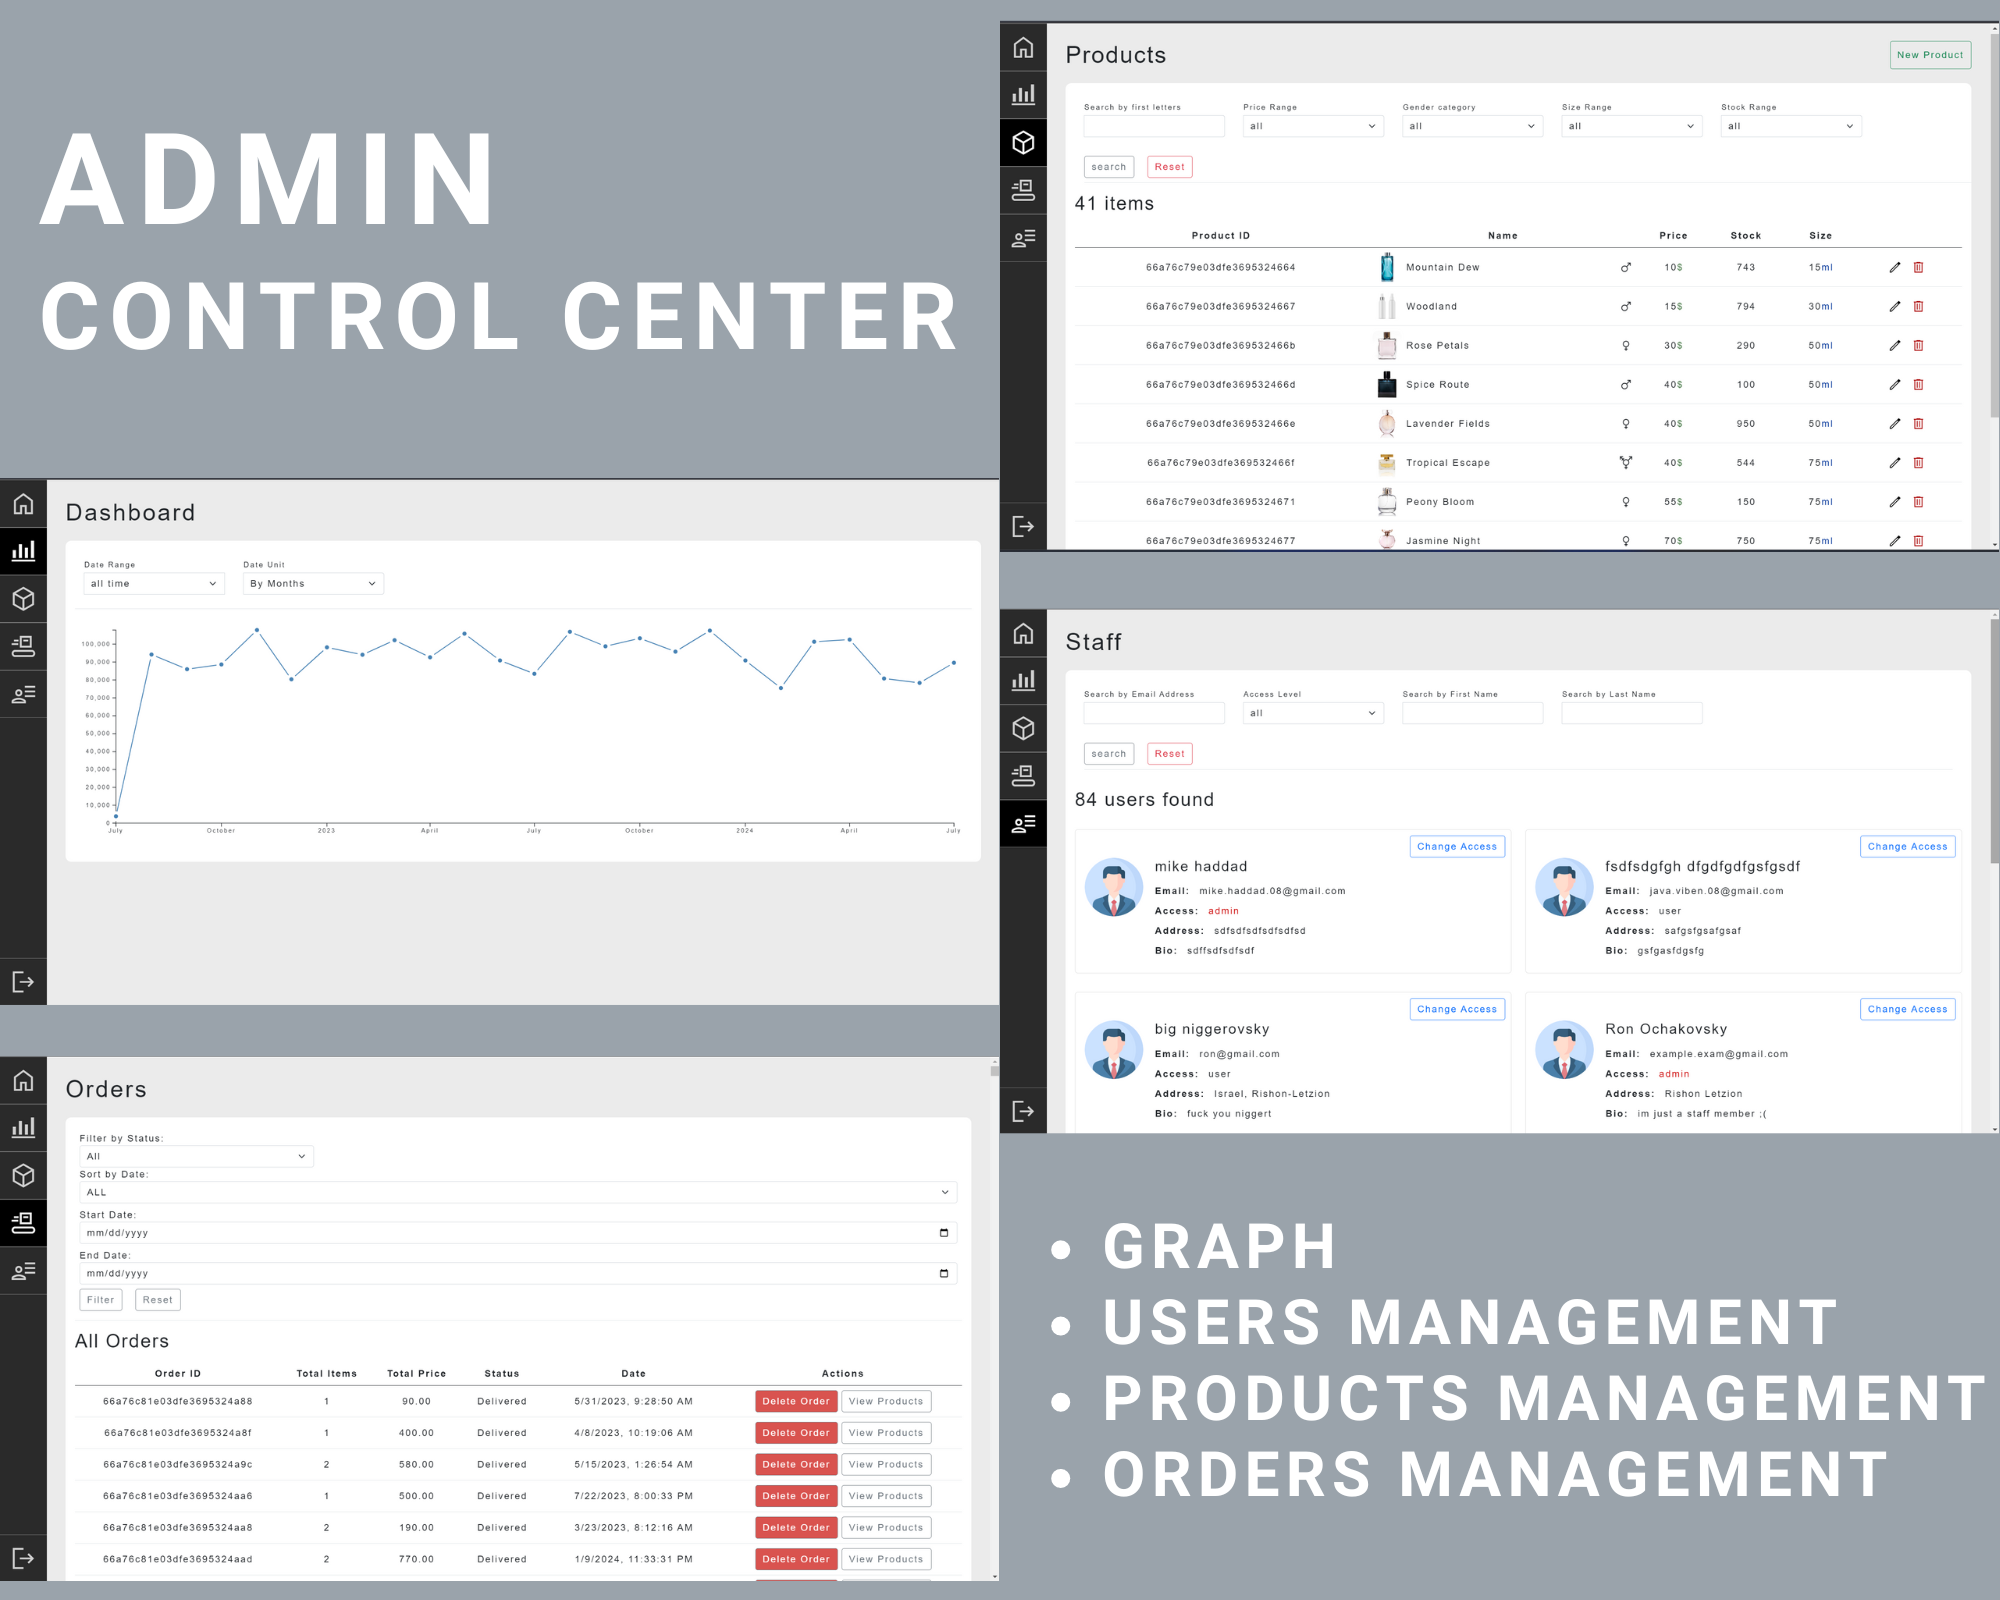 ADMIN
CONTROL CENTER
Products
New Product
Search by first letters Price Range Gender category Size Range Stock Range
all all all all
search Reset
41 items
Product ID Name Price Stock Size
66a76c79e03dfe3695324664 Mountain Dew 10$ 743 15ml
66a76c79e03dfe3695324667 Woodland 15$ 794 30ml
66a76c79e03dfe369532466b Rose Petals 30$ 290 50ml
66a76c79e03dfe369532466d Spice Route 40$ 100 50ml
66a76c79e03dfe369532466e Lavender Fields 40$ 950 50ml
66a76c79e03dfe369532466f Tropical Escape 40$ 544 75ml
66a76c79e03dfe3695324671 Peony Bloom 55$ 150 75ml
66a76c79e03dfe3695324677 Jasmine Night 70$ 750 75ml
Dashboard
Date Range Date Unit
all time By Months
100,000
90,000
80,000
70,000
60,000
50,000
40,000
30,000
20,000
10,000
0
July October 2023 April July October 2024 April July
Staff
Search by Email Address Access Level Search by First Name Search by Last Name
all
search Reset
84 users found
Change Access
mike haddad
Email: mike.haddad.08@gmail.com
Access: admin
Address: sdfsdfsdfsdfsdfsd
Bio: sdffsdfsdfsdf
Change Access
fsdfsdgfgh dfgdfgdfgsfgsdf
Email: java.viben.08@gmail.com
Access: user
Address: safgsfgsafgsaf
Bio: gsfgasfdgsfg
Change Access
big niggerovsky
Email: ron@gmail.com
Access: user
Address: Israel, Rishon-Letzion
Bio: fuck you niggert
Change Access
Ron Ochakovsky
Email: example.exam@gmail.com
Access: admin
Address: Rishon Letzion
Bio: im just a staff member ;(
Orders
Filter by Status:
All
Sort by Date:
ALL
Start Date:
mm/dd/yyyy
End Date:
mm/dd/yyyy
Filter Reset
All Orders
Order ID Total Items Total Price Status Date Actions
66a76c81e03dfe3695324a88 1 90.00 Delivered 5/31/2023, 9:28:50 AM Delete Order View Products
66a76c81e03dfe3695324a8f 1 400.00 Delivered 4/8/2023, 10:19:06 AM Delete Order View Products
66a76c81e03dfe3695324a9c 2 580.00 Delivered 5/15/2023, 1:26:54 AM Delete Order View Products
66a76c81e03dfe3695324aa6 1 500.00 Delivered 7/22/2023, 8:00:33 PM Delete Order View Products
66a76c81e03dfe3695324aa8 2 190.00 Delivered 3/23/2023, 8:12:16 AM Delete Order View Products
66a76c81e03dfe3695324aad 2 770.00 Delivered 1/9/2024, 11:33:31 PM Delete Order View Products
• GRAPH
• USERS MANAGEMENT
• PRODUCTS MANAGEMENT
• ORDERS MANAGEMENT